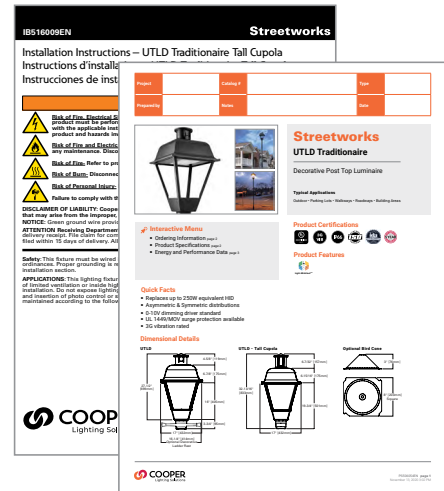 IB516009EN
Streetworks
Installation Instructions – UTLD Traditionaire Tall Cupola
Instructions d'installa
Instrucciones de inst
Risk of Fire, Electrical S
product must be perfor
with the applicable inst
product and hazards in
Risk of Fire and Electric
any maintenance. Disco
Risk of Fire- Refer to pr
Risk of Burn- Disconnec
Risk of Personal Injury-
Failure to comply with th
DISCLAIMER OF LIABILITY: Coope
that may arise from the improper,
NOTICE: Green ground wire provi
ATTENTION Receiving Department
delivery receipt. File claim for com
filed within 15 days of delivery. All
Safety: This fixture must be wired
ordinances. Proper grounding is re
installation section.
APPLICATIONS: This lighting fixtur
of limited ventilation or inside high
installation. Do not expose lighting
and insertion of photo control or s
maintained according to the follow
COOP
Lighting Sol
Project
Catalog #
Type
Prepared by
Notes
Date
Streetworks
UTLD Traditionaire
Decorative Post Top Luminaire
Typical Applications
Outdoor • Parking Lots • Walkways • Roadways • Building Areas
Interactive Menu
• Ordering Information page 2
• Product Specifications page 2
• Energy and Performance Data page 3
Product Certifications
Product Features
Quick Facts
• Replaces up to 250W equivalent HID
• Asymmetric & Symmetric distributions
• 0-10V dimming driver standard
• UL 1449/MOV surge protection available
• 3G vibration rated
Dimensional Details
UTLD
UTLD - Tall Cupola
Optional Bird Cone
COOPER
Lighting Solutions